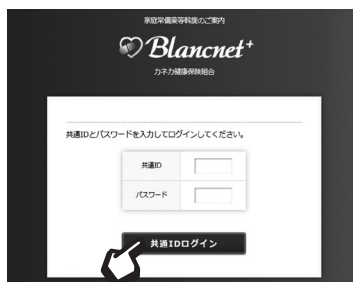 家庭常備薬等斡旋のご案内
Blancnet+
カネカ健康保険組合
共通IDとパスワードを入力してログインしてください。
共通ID
パスワード
共通IDログイン